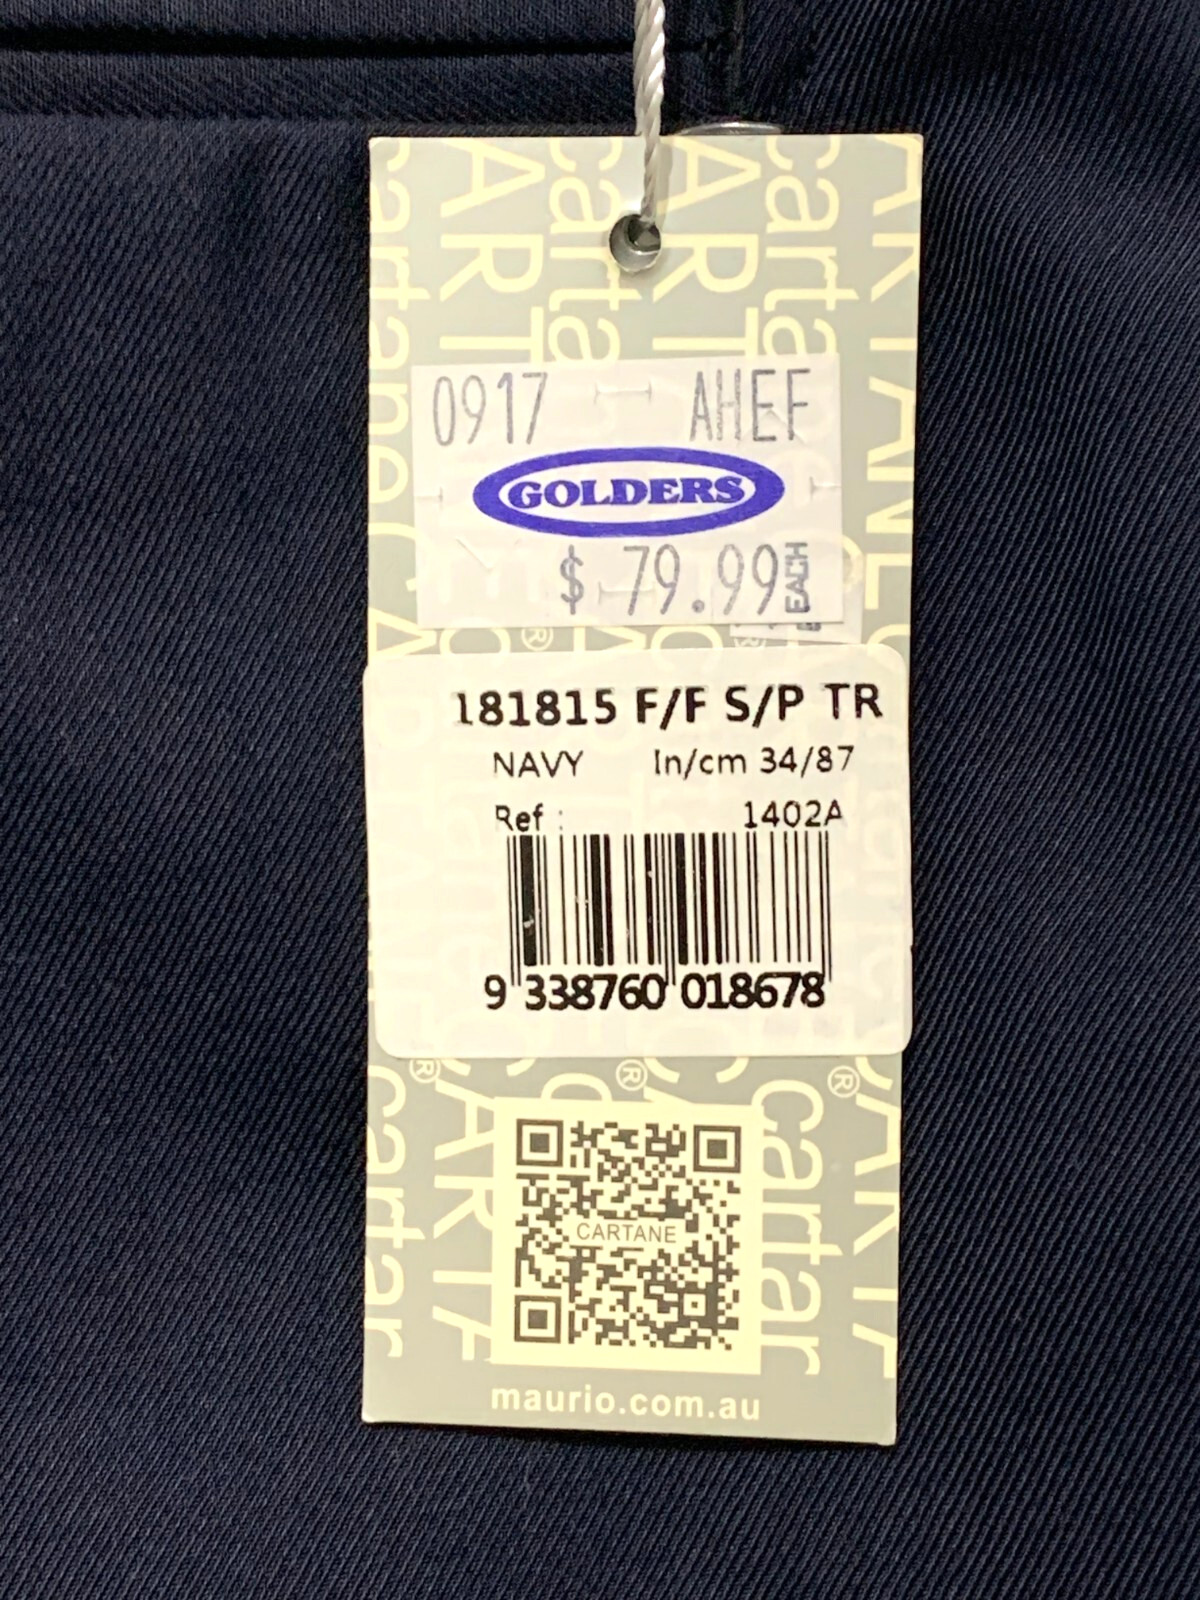 0917 AHEF
GOLDERS
$ 79.99 EACH
181815 F/F S/P TR
NAVY In/cm 34/87
Ref : 1402A
9 338760 018678
CARTANE
maurio.com.au